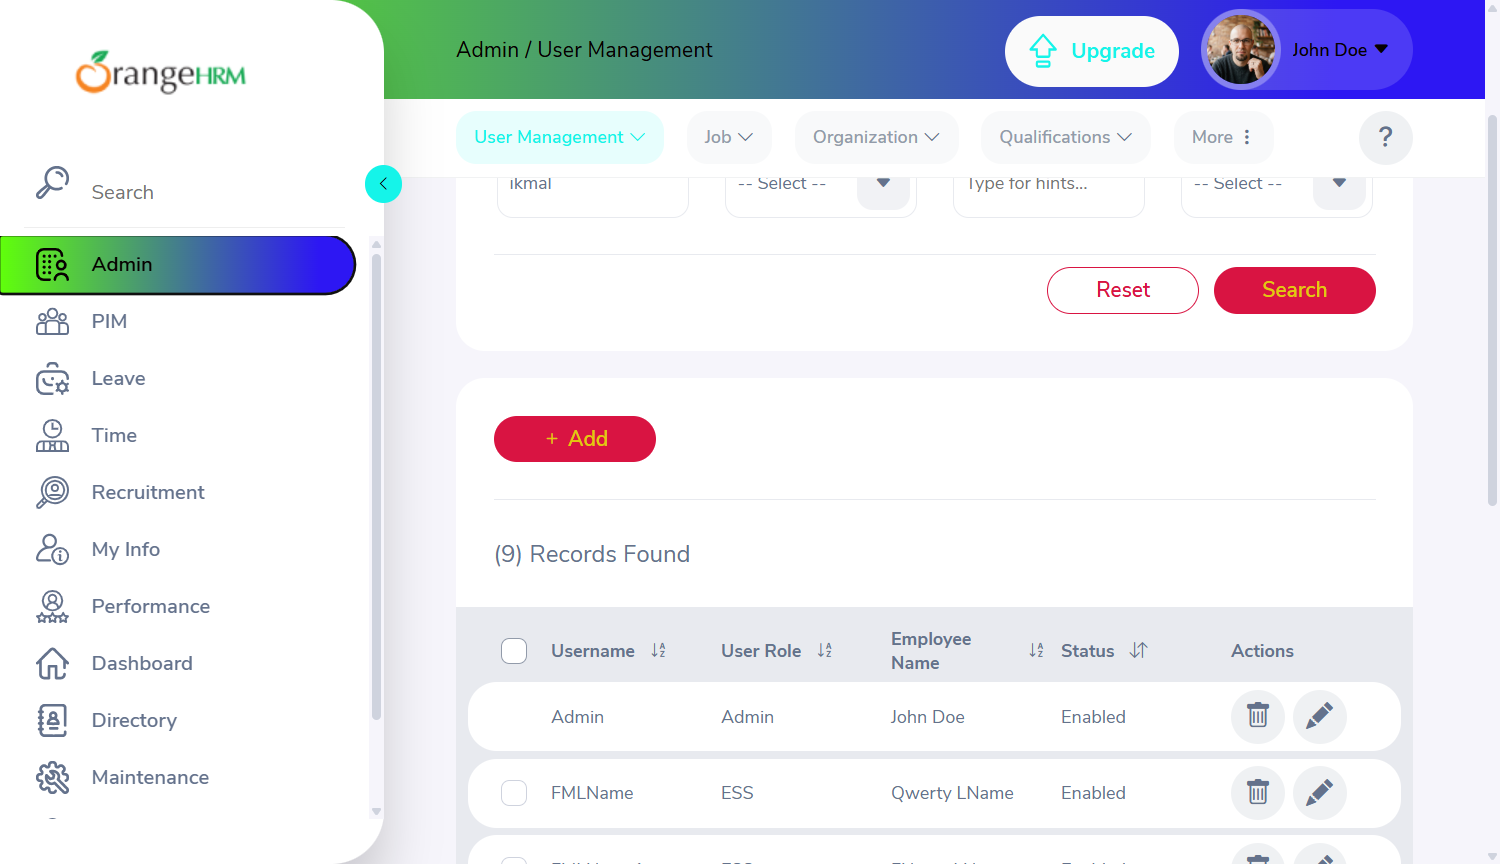 OrangeHRM
Admin / User Management
Upgrade
John Doe
User Management
Job
Organization
Qualifications
More
?
Search
ikmal
-- Select --
Type for hints...
-- Select --
Reset
Search
Admin
PIM
Leave
Time
Recruitment
My Info
Performance
Dashboard
Directory
Maintenance
+ Add
(9) Records Found
Username
User Role
Employee
Name
Status
Actions
Admin Admin John Doe Enabled
FMLName ESS Qwerty LName Enabled